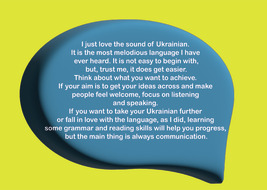 I just love the sound of Ukrainian.
It is the most melodious language I have
ever heard. It is not easy to begin with,
but, trust me, it does get easier.
Think about what you want to achieve.
If your aim is to get your ideas across and make
people feel welcome, focus on listening
and speaking.
If you want to take your Ukrainian further
or fall in love with the language, as I did, learning
some grammar and reading skills will help you progress,
but the main thing is always communication.